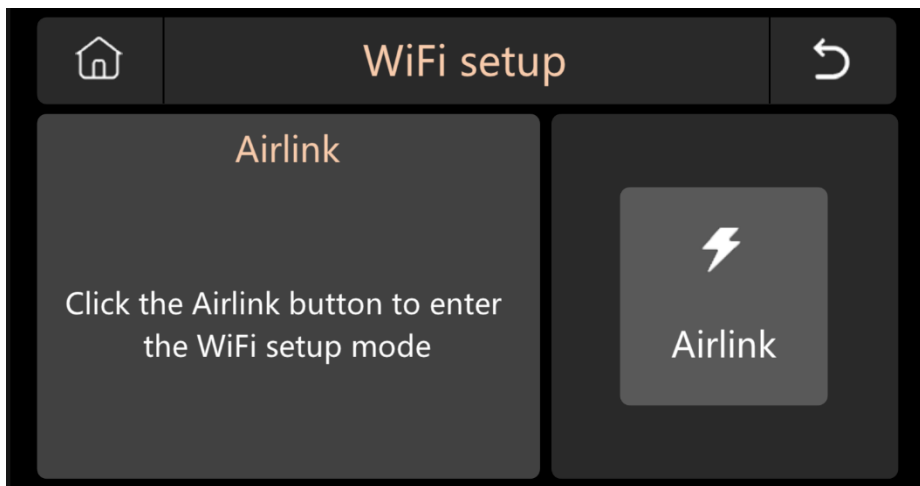 WiFi setup
Airlink
Click the Airlink button to enter
the WiFi setup mode
Airlink